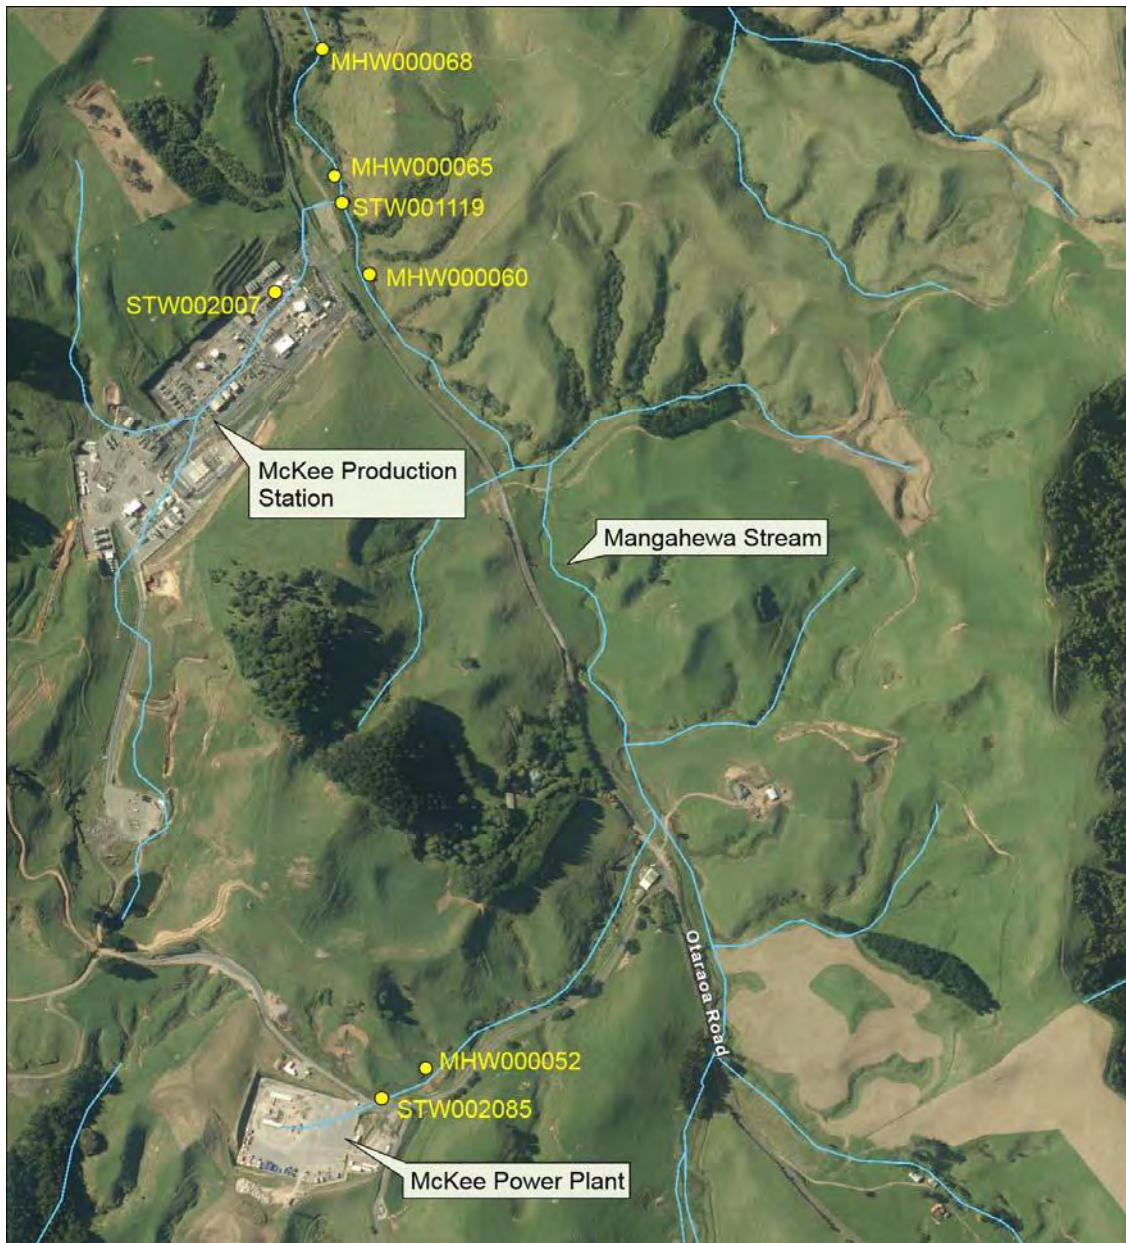 MHW000068
MHW000065
STW001119
MHW000060
STW002007
McKee Production
Station
Mangahewa Stream
Otaraoa Road
MHW000052
STW002085
McKee Power Plant